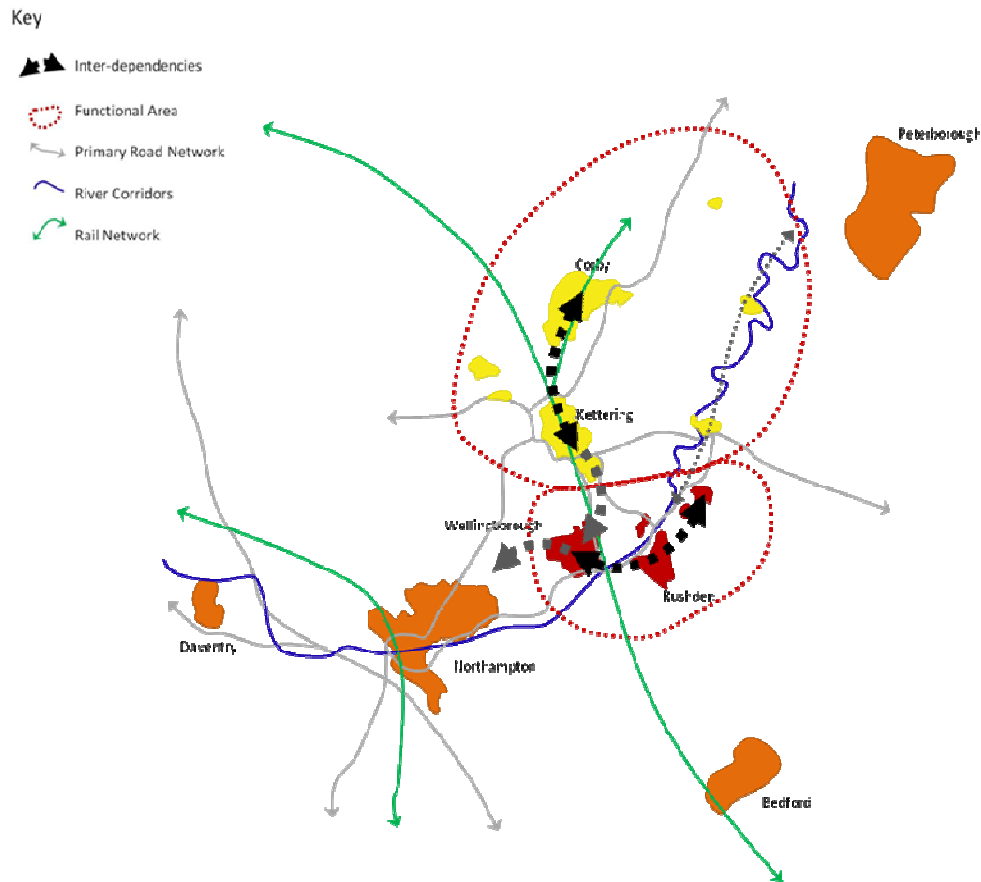 Key
Inter-dependencies
Functional Area
Primary Road Network
River Corridors
Rail Network
Peterborough
Corby
Kettering
Wellingborough
Rushden
Daventry
Northampton
Bedford